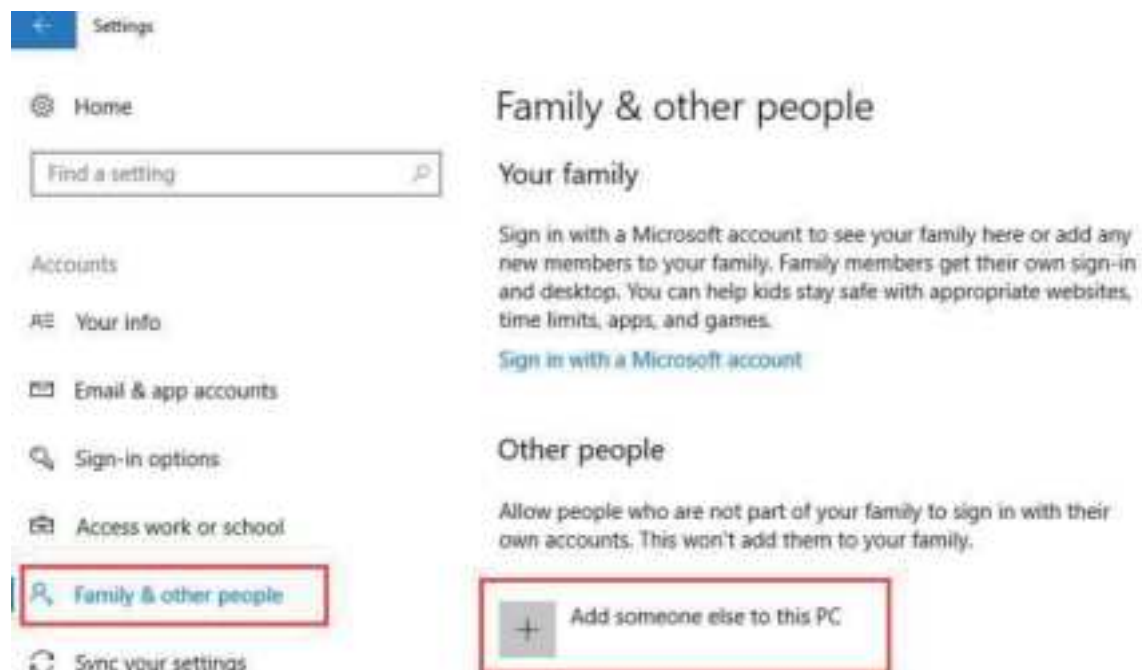 Settings
Home
Find a setting
Accounts
Your info
Email & app accounts
Sign-in options
Access work or school
Family & other people
Sync your settings
Family & other people
Your family
Sign in with a Microsoft account to see your family here or add any
new members to your family. Family members get their own sign-in
and desktop. You can help kids stay safe with appropriate websites,
time limits, apps, and games.
Sign in with a Microsoft account
Other people
Allow people who are not part of your family to sign in with their
own accounts. This won't add them to your family.
Add someone else to this PC